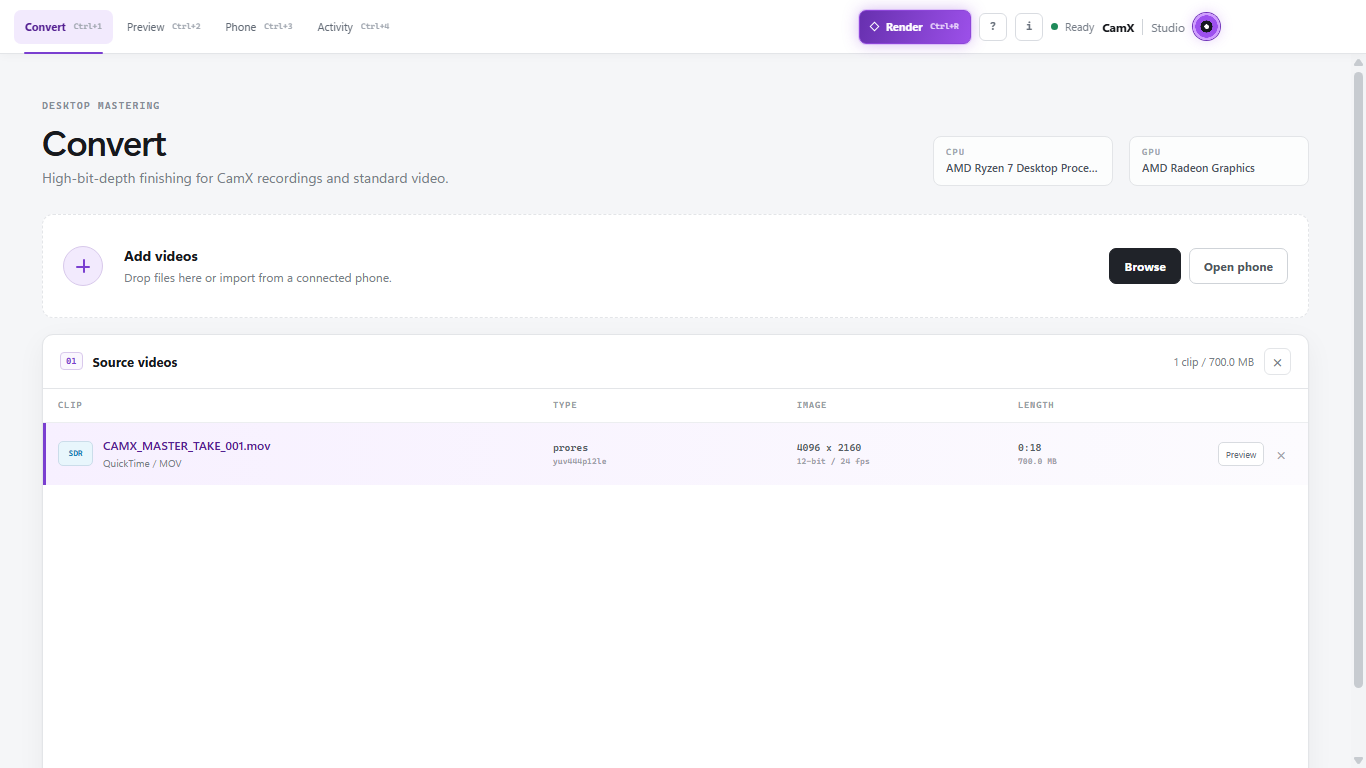 Convert Ctrl+1 Preview Ctrl+2 Phone Ctrl+3 Activity Ctrl+4 Render Ctrl+R ? i Ready CamX Studio
DESKTOP MASTERING
Convert
High-bit-depth finishing for CamX recordings and standard video.
CPU
AMD Ryzen 7 Desktop Proce...
GPU
AMD Radeon Graphics
Add videos
Drop files here or import from a connected phone.
Browse Open phone
01 Source videos 1 clip / 700.0 MB
CLIP TYPE IMAGE LENGTH
SDR CAMX_MASTER_TAKE_001.mov prores 4096 x 2160 0:18 Preview
QuickTime / MOV yuv444p12le 12-bit / 24 fps 700.0 MB